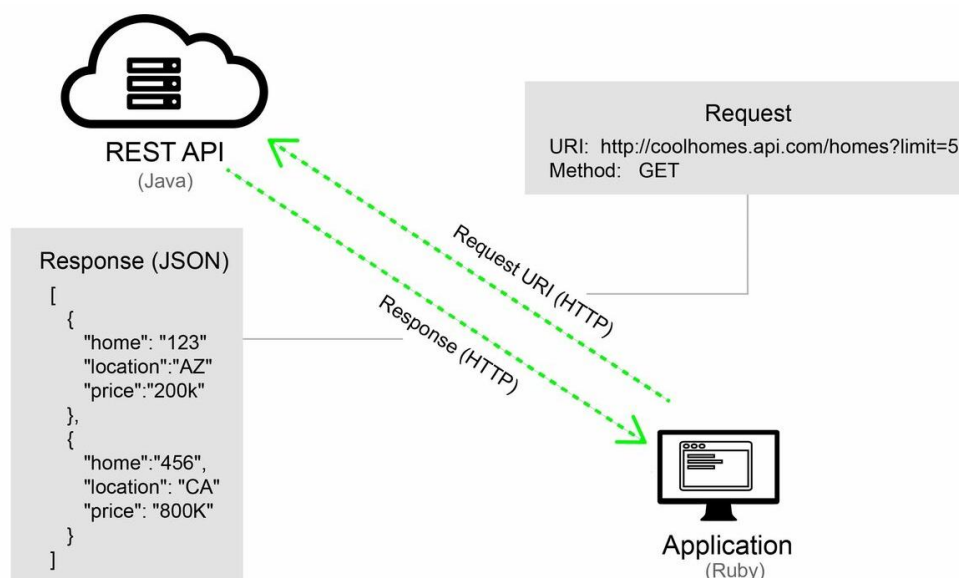 REST API
(Java)
Request
URI: http://coolhomes.api.com/homes?limit=5
Method: GET
Request URI (HTTP)
Response (HTTP)
Response (JSON)
[
{
"home": "123"
"location":"AZ"
"price":"200k"
},
{
"home":"456",
"location": "CA"
"price": "800K"
}
]
Application
(Ruby)